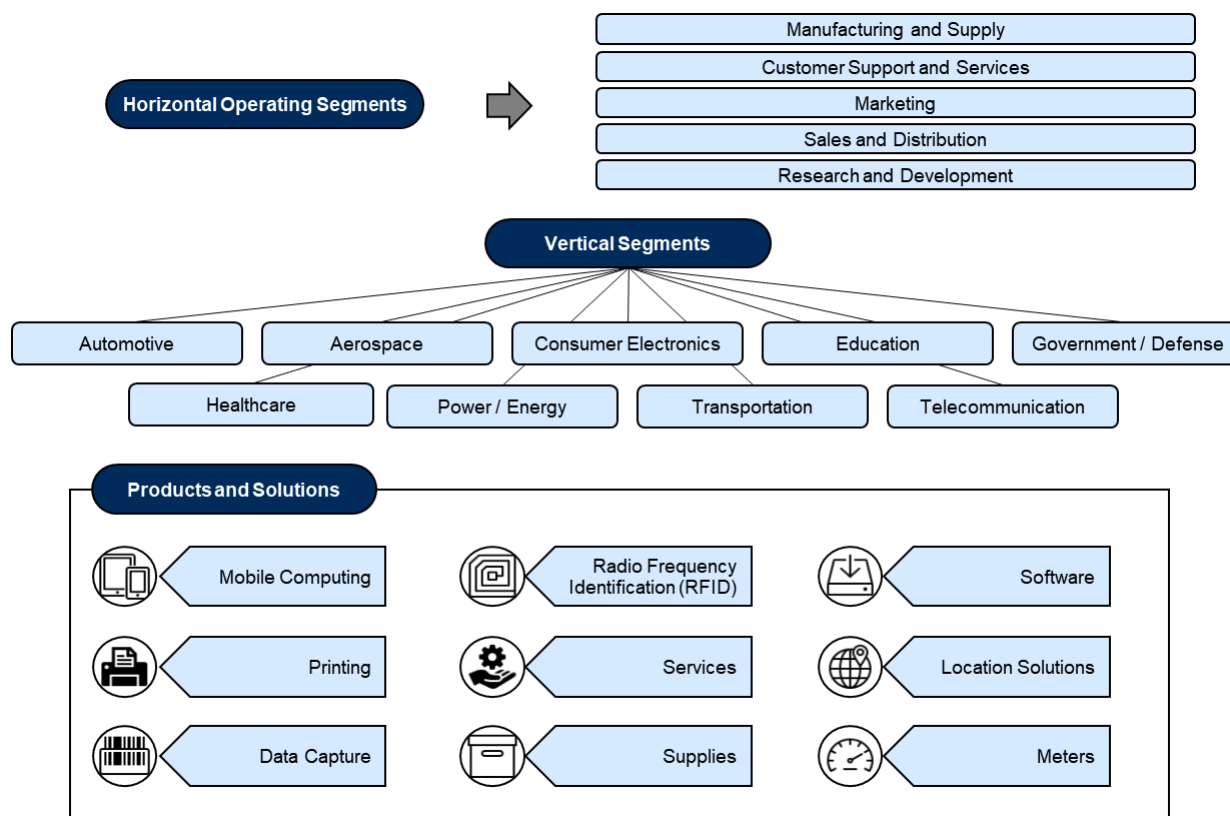 Manufacturing and Supply
Customer Support and Services
Horizontal Operating Segments
Marketing
Sales and Distribution
Research and Development
Vertical Segments
Automotive
Aerospace
Consumer Electronics
Education
Government / Defense
Healthcare
Power / Energy
Transportation
Telecommunication
Products and Solutions
Mobile Computing
Radio Frequency
Identification (RFID)
Software
Printing
Services
Location Solutions
Data Capture
Supplies
Meters